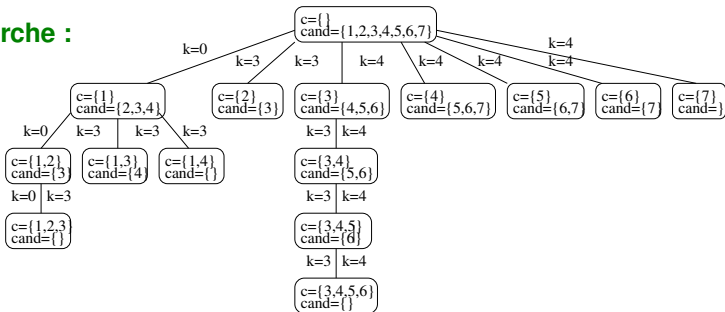 rche :
c={}
cand={1,2,3,4,5,6,7}
k=0
k=3
k=3
k=4
k=4
k=4
k=4
k=4
c={1}
cand={2,3,4}
c={2}
cand={3}
c={3}
cand={4,5,6}
c={4}
cand={5,6,7}
c={5}
cand={6,7}
c={6}
cand={7}
c={7}
cand=}
k=0
k=3
k=3
k=3
k=3
k=4
c={1,2}
cand={3}
c={1,3}
cand={4}
c={1,4}
cand={}
c={3,4}
cand={5,6}
k=0
k=3
k=3
k=4
c={1,2,3}
cand={}
c={3,4,5}
cand={6}
k=3
k=4
c={3,4,5,6}
cand={}